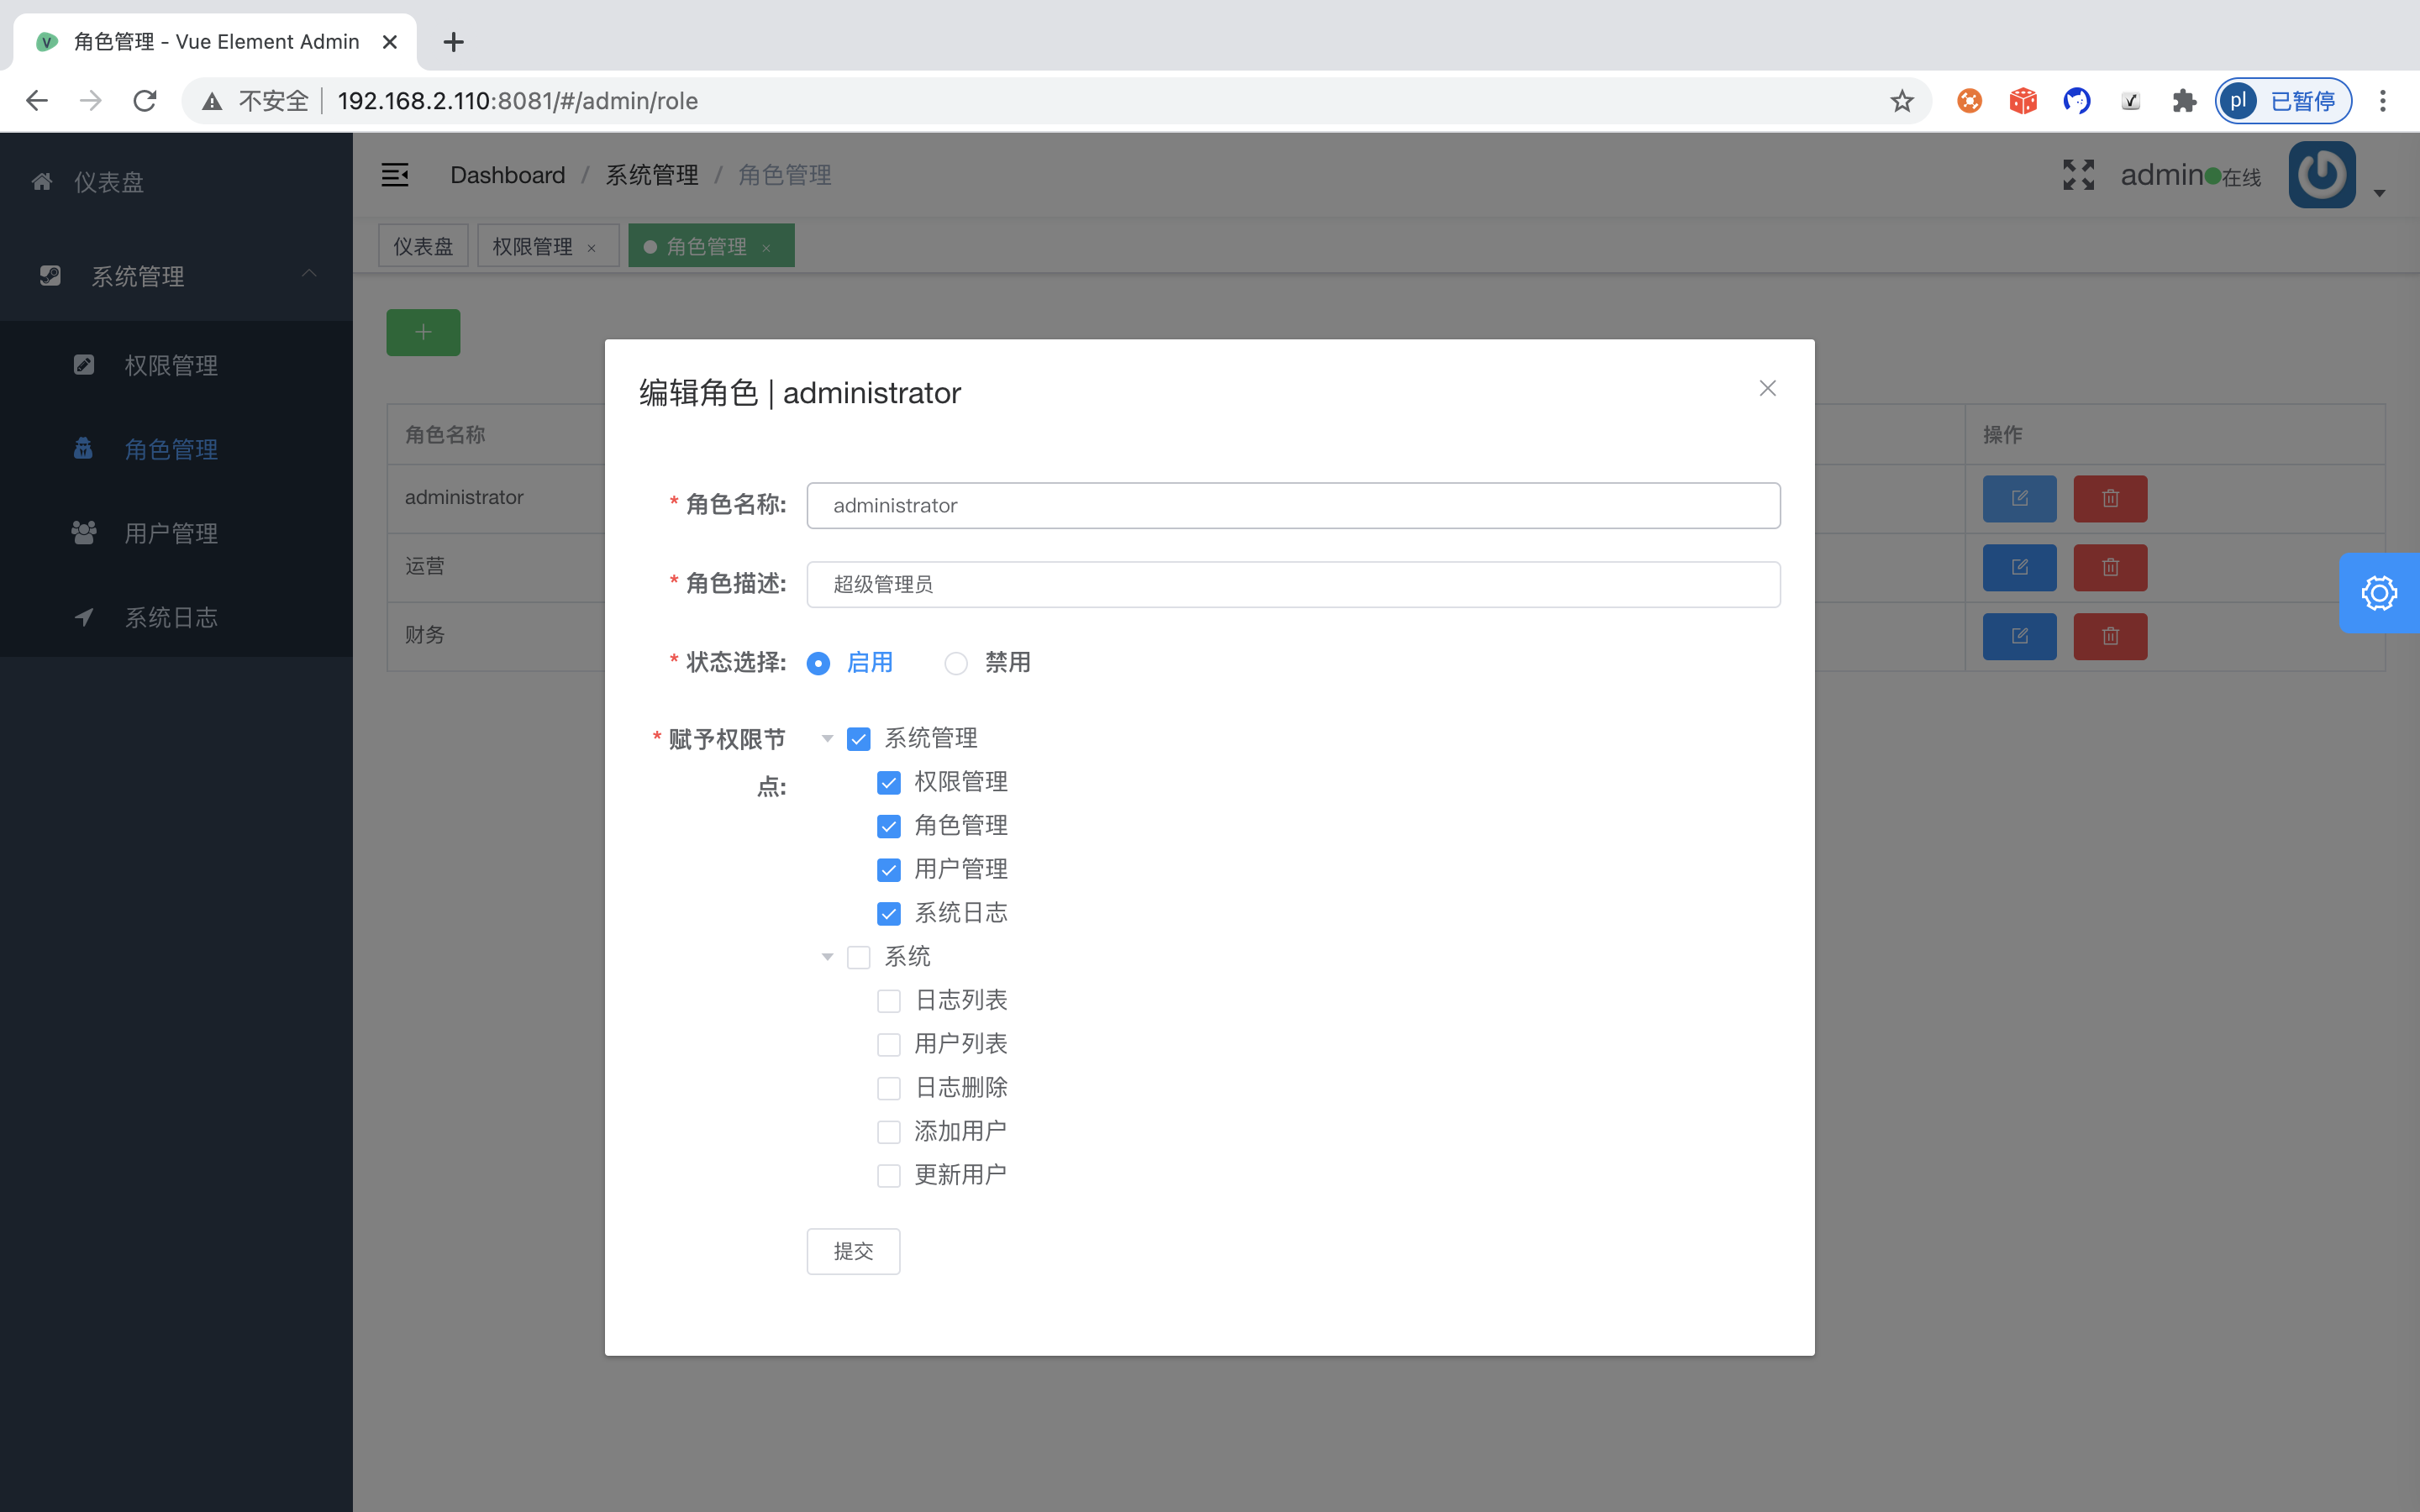 角色管理 - Vue Element Admin
不安全 192.168.2.110:8081/#/admin/role
pl 已暂停
仪表盘
系统管理
权限管理
角色管理
用户管理
系统日志
Dashboard / 系统管理 / 角色管理
admin 在线
仪表盘 权限管理 × 角色管理 ×
角色名称 操作
administrator
运营
财务
编辑角色 | administrator
* 角色名称: administrator
* 角色描述: 超级管理员
* 状态选择: 启用 禁用
* 赋予权限节点:
系统管理
权限管理
角色管理
用户管理
系统日志
系统
日志列表
用户列表
日志删除
添加用户
更新用户
提交